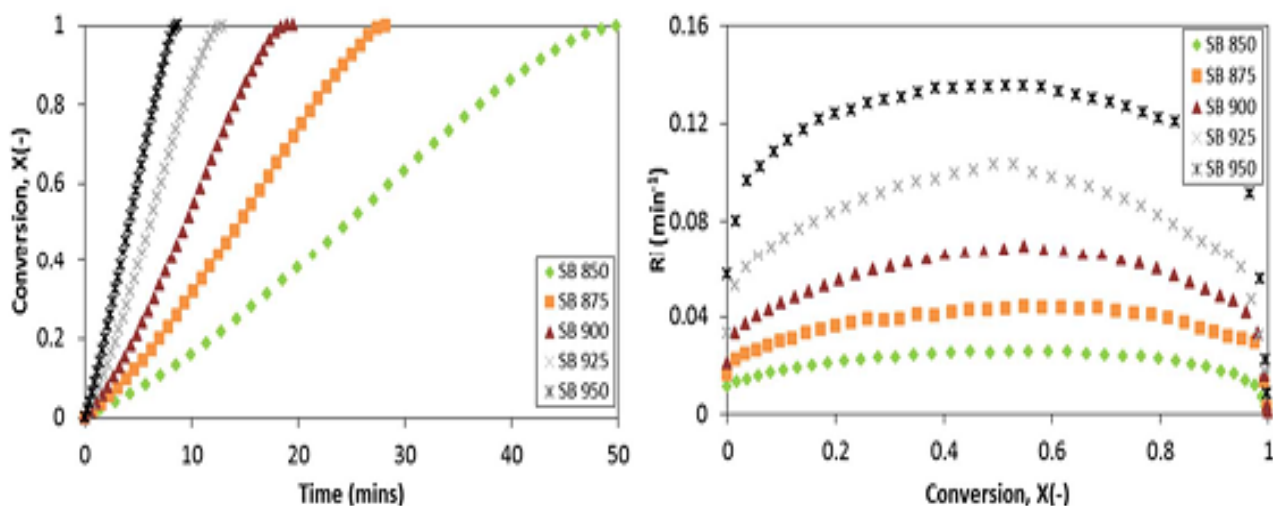 1
0.8
0.6
0.4
0.2
0
Conversion, X(-)
0 10 20 30 40 50
Time (mins)
SB 850
SB 875
SB 900
SB 925
SB 950
0.16
0.12
0.08
0.04
0
Ri (min⁻¹)
0 0.2 0.4 0.6 0.8 1
Conversion, X(-)
SB 850
SB 875
SB 900
SB 925
SB 950